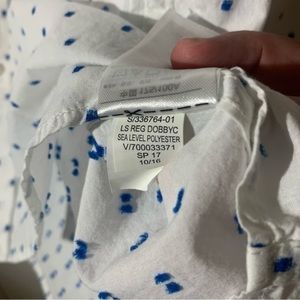 S/336764-01
LS REG DOBBYC
SEA LEVEL POLYESTER
V/700033371
SP 17
10/16